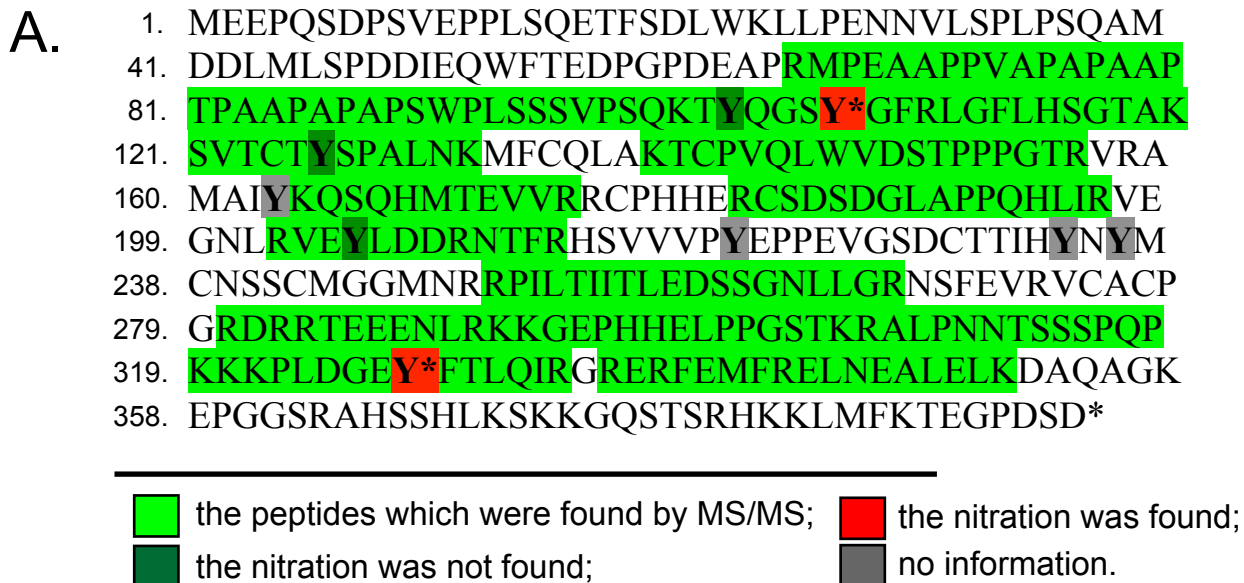 A.
1. MEEPQSDPSVEPPLSQETFSDLWKLLPENNVLSPLPSQAM
41. DDLMLSPDDIEQWFTEDPGPDEAPRMPEAAPPVAPAPAAP
81. TPAAPAPAPSWPLSSSVPSQKTYQGSY*GFRLGFLHSGTAK
121. SVTCTYSPALNKMFCQLAKTCPVQLWVDSTPPPGTRVRA
160. MAIYKQSQHMTEVVRRCPHHERCSDSDGLAPPQHLIRVE
199. GNLRVEYLDDRNTFRHSVVVPYEPPEVGSDCTTIHYNYM
238. CNSSCMGGMNRRPILTIITLEDSSGNLLGRNSFEVRVCACP
279. GRDRRTEEENLRKKGEPHHELPPGSTKRALPNNTSSSPQP
319. KKKPLDGEY*FTLQIRGRERFEMFRELNEALELKDAQAGK
358. EPGGSRAHSSHLKSKKGQSTSRHKKLMFKTEGPDSD*
the peptides which were found by MS/MS; the nitration was found;
the nitration was not found; no information.